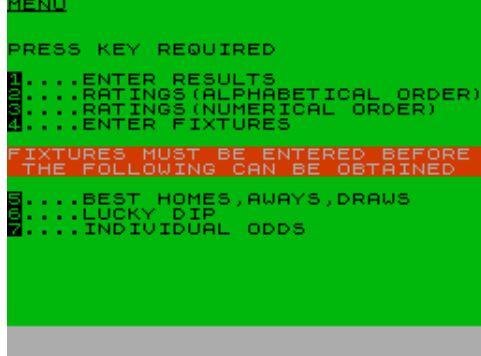 MENU
PRESS KEY REQUIRED
1....ENTER RESULTS
2....RATINGS(ALPHABETICAL ORDER)
3....RATINGS(NUMERICAL ORDER)
4....ENTER FIXTURES
FIXTURES MUST BE ENTERED BEFORE
THE FOLLOWING CAN BE OBTAINED
5....BEST HOMES,AWAYS,DRAWS
6....LUCKY DIP
7....INDIVIDUAL ODDS